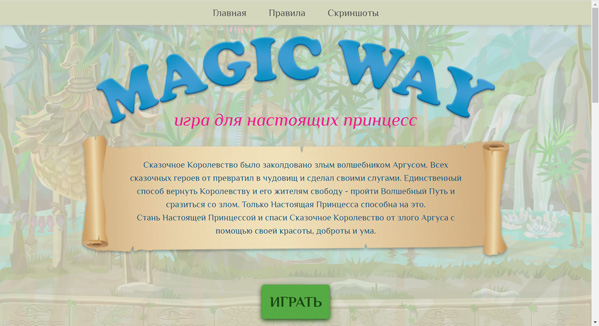 Главная Правила Скриншоты
MAGIC WAY
игра для настоящих принцесс
Сказочное Королевство было заколдовано злым волшебником Аргусом. Всех
сказочных героев от превратил в чудовищ и сделал своими слугами. Единственный
способ вернуть Королевству и его жителям свободу - пройти Волшебный Путь и
сразиться со злом. Только Настоящая Принцесса способна на это.
Стань Настоящей Принцессой и спаси Сказочное Королевство от злого Аргуса с
помощью своей красоты, доброты и ума.
ИГРАТЬ